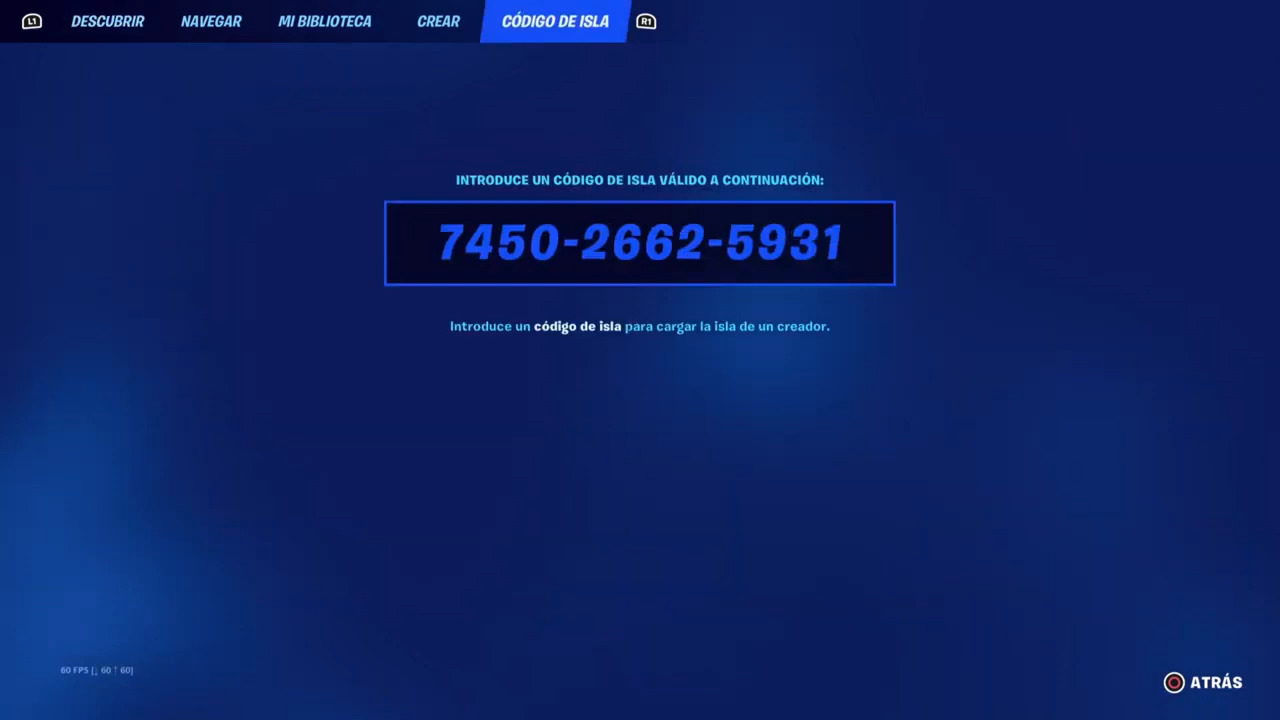 L1 DESCUBRIR NAVEGAR MI BIBLIOTECA CREAR CÓDIGO DE ISLA R1
INTRODUCE UN CÓDIGO DE ISLA VÁLIDO A CONTINUACIÓN:
7450-2662-5931
Introduce un código de isla para cargar la isla de un creador.
60 FPS [↓ 60 ↑ 60]
ATRÁS